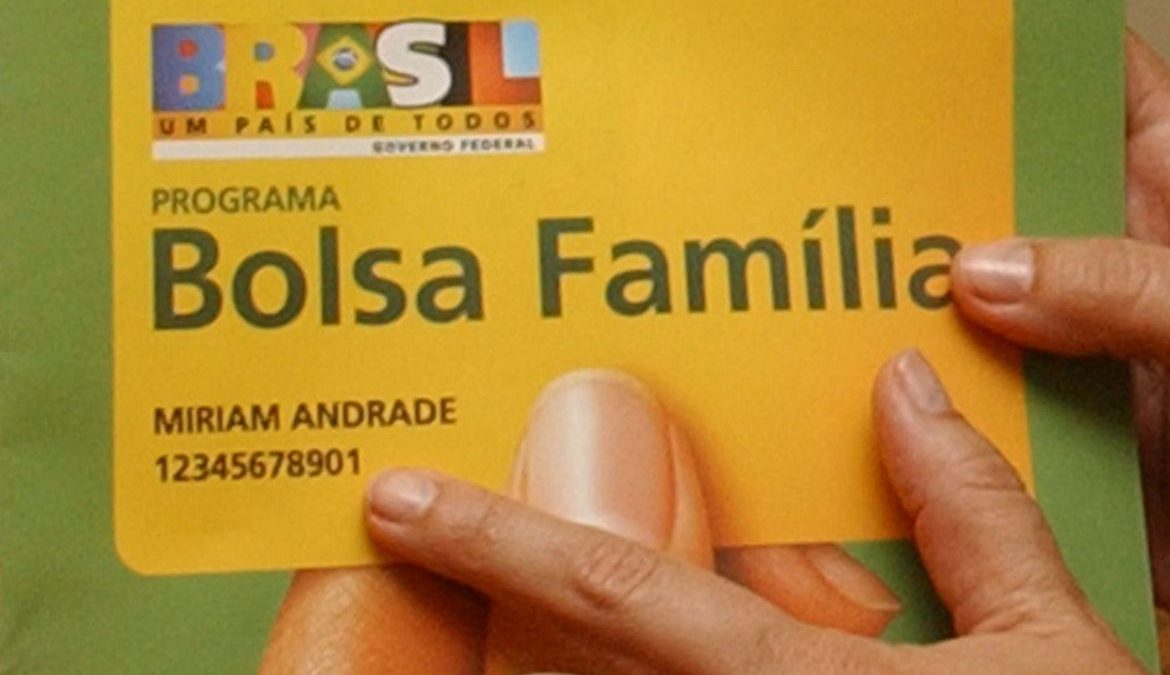 BRASIL
UM PAÍS DE TODOS
GOVERNO FEDERAL
PROGRAMA
Bolsa Família
MIRIAM ANDRADE
12345678901